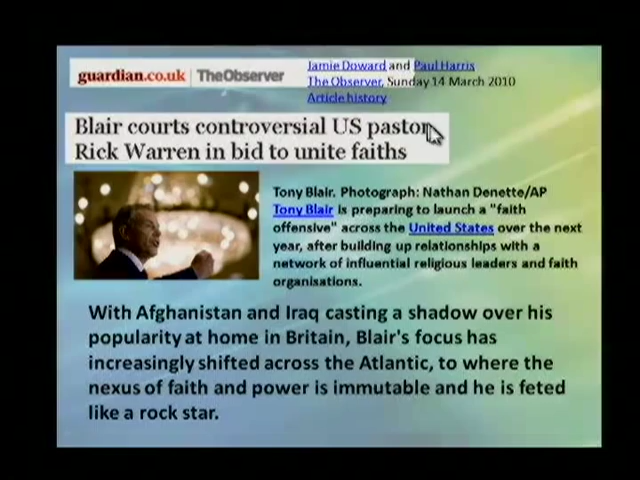 guardian.co.uk | TheObserver
Jamie Doward and Paul Harris
The Observer, Sunday 14 March 2010
Article history
Blair courts controversial US pastor
Rick Warren in bid to unite faiths
Tony Blair. Photograph: Nathan Denette/AP
Tony Blair is preparing to launch a "faith
offensive" across the United States over the next
year, after building up relationships with a
network of influential religious leaders and faith
organisations.
With Afghanistan and Iraq casting a shadow over his
popularity at home in Britain, Blair's focus has
increasingly shifted across the Atlantic, to where the
nexus of faith and power is immutable and he is feted
like a rock star.